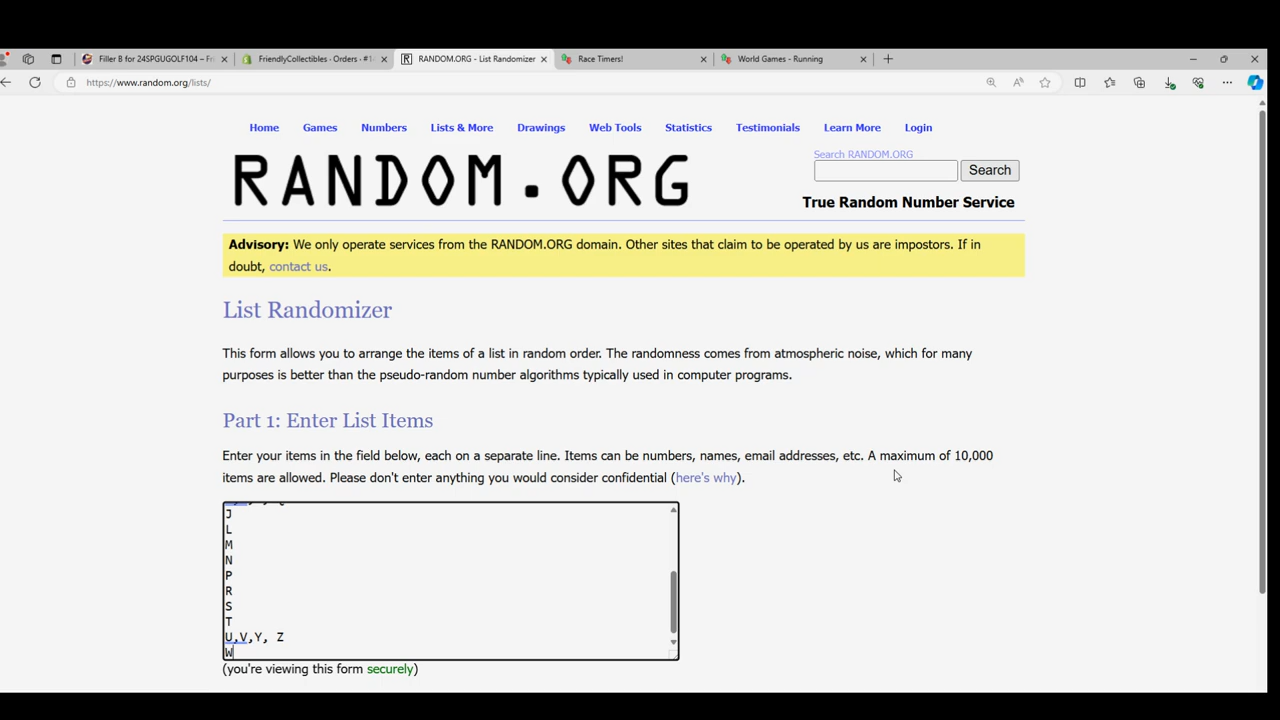 Filler B for 24SPGUGOLF104 – Fri
FriendlyCollectibles · Orders · #1
RANDOM.ORG - List Randomizer
Race Timers!
World Games - Running
https://www.random.org/lists/
Home Games Numbers Lists & More Drawings Web Tools Statistics Testimonials Learn More Login
RANDOM.ORG
Search RANDOM.ORG
Search
True Random Number Service
Advisory: We only operate services from the RANDOM.ORG domain. Other sites that claim to be operated by us are impostors. If in
doubt, contact us.
List Randomizer
This form allows you to arrange the items of a list in random order. The randomness comes from atmospheric noise, which for many
purposes is better than the pseudo-random number algorithms typically used in computer programs.
Part 1: Enter List Items
Enter your items in the field below, each on a separate line. Items can be numbers, names, email addresses, etc. A maximum of 10,000
items are allowed. Please don't enter anything you would consider confidential (here's why).
J
L
M
N
P
R
S
T
U,V,Y, Z
W
(you're viewing this form securely)